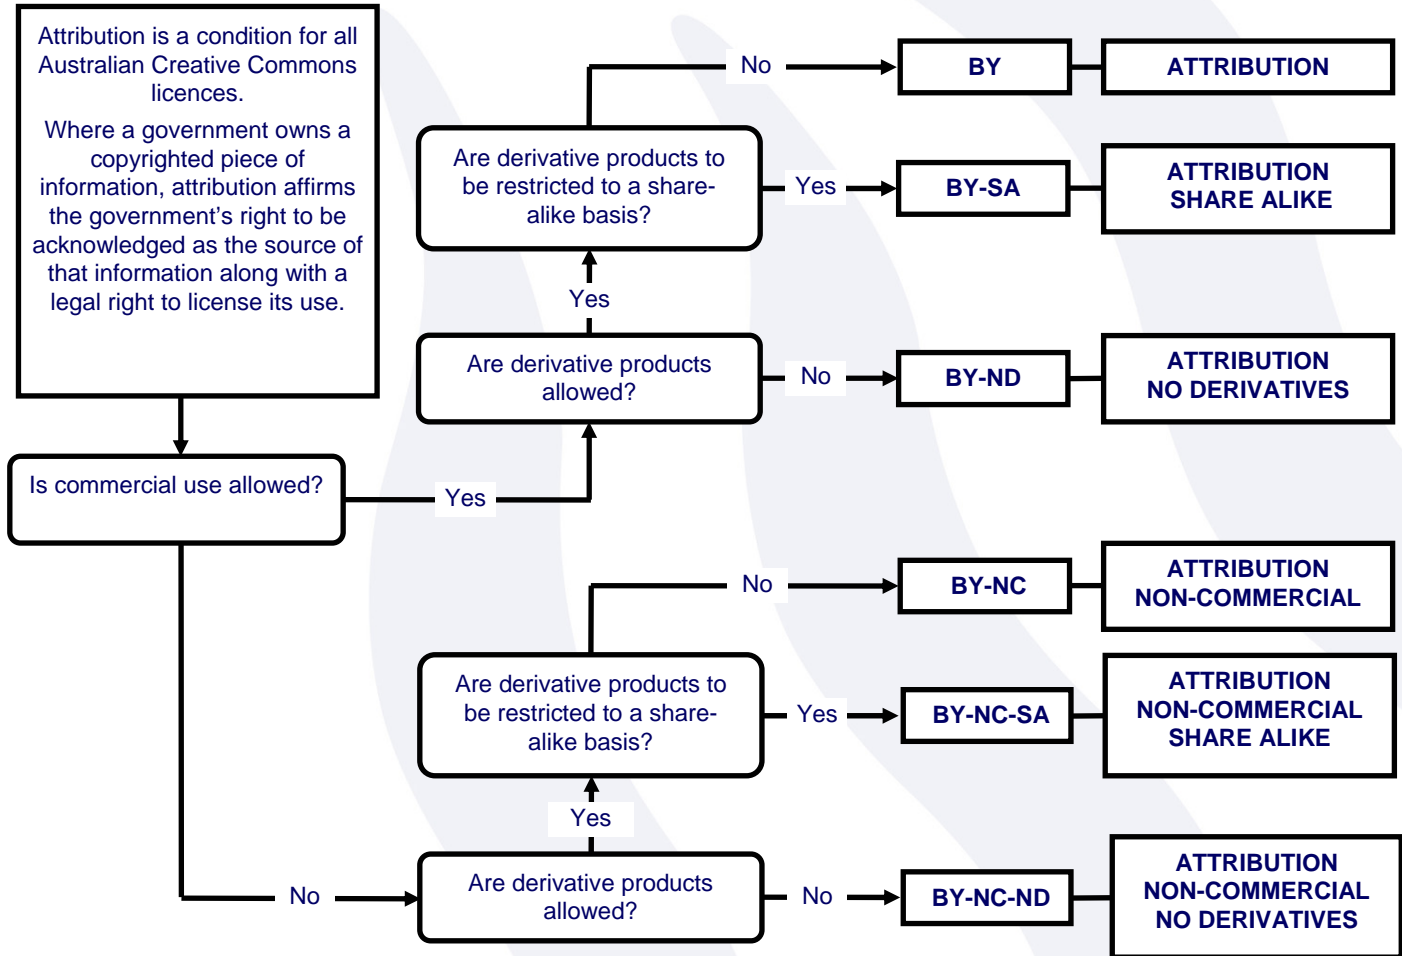 Attribution is a condition for all
Australian Creative Commons
licences.
Where a government owns a
copyrighted piece of
information, attribution affirms
the government's right to be
acknowledged as the source of
that information along with a
legal right to license its use.
Is commercial use allowed?
Yes
No
Are derivative products
allowed?
Yes
No
BY-ND
ATTRIBUTION
NO DERIVATIVES
Are derivative products to
be restricted to a share-
alike basis?
No
BY
ATTRIBUTION
Yes
BY-SA
ATTRIBUTION
SHARE ALIKE
Are derivative products
allowed?
Yes
No
BY-NC-ND
ATTRIBUTION
NON-COMMERCIAL
NO DERIVATIVES
Are derivative products to
be restricted to a share-
alike basis?
No
BY-NC
ATTRIBUTION
NON-COMMERCIAL
Yes
BY-NC-SA
ATTRIBUTION
NON-COMMERCIAL
SHARE ALIKE